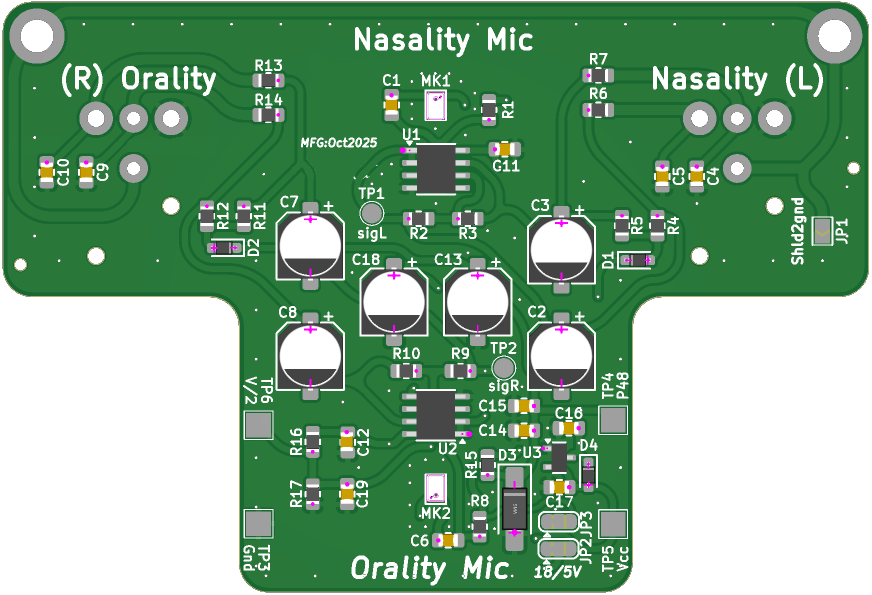 Nasality Mic
(R) Orality
Nasality (L)
R13
R14
C1
MK1
R1
R7
R6
MFG:Oct2025
U1
G11
C10
C9
C5
C4
TP1
sigL
R12
R11
C7
R2
R3
C3
R5
R4
Shld2gnd
JP1
D2
D1
C18
C13
C8
C2
R10
R9
TP2
sigR
TP6
V/2
TP4
P48
C15
C14
C16
R16
C12
U2
R15
D3
U3
D4
R17
C19
MK2
R8
C17
C6
JP3
JP2
TP3
Gnd
TP5
Vcc
Orality Mic
18/5V